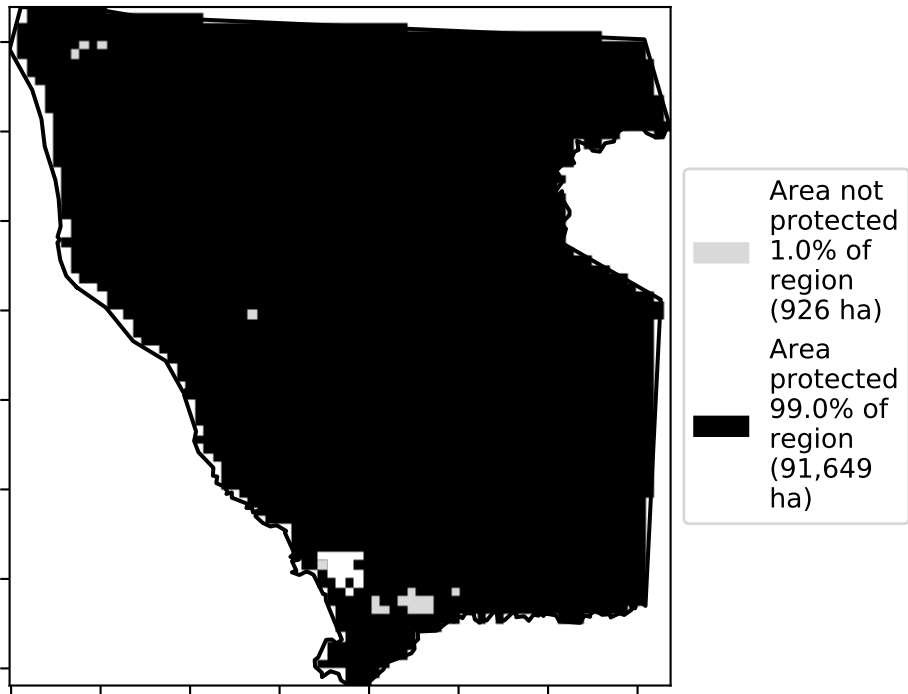 Area not
protected
1.0% of
region
(926 ha)
Area
protected
99.0% of
region
(91,649
ha)